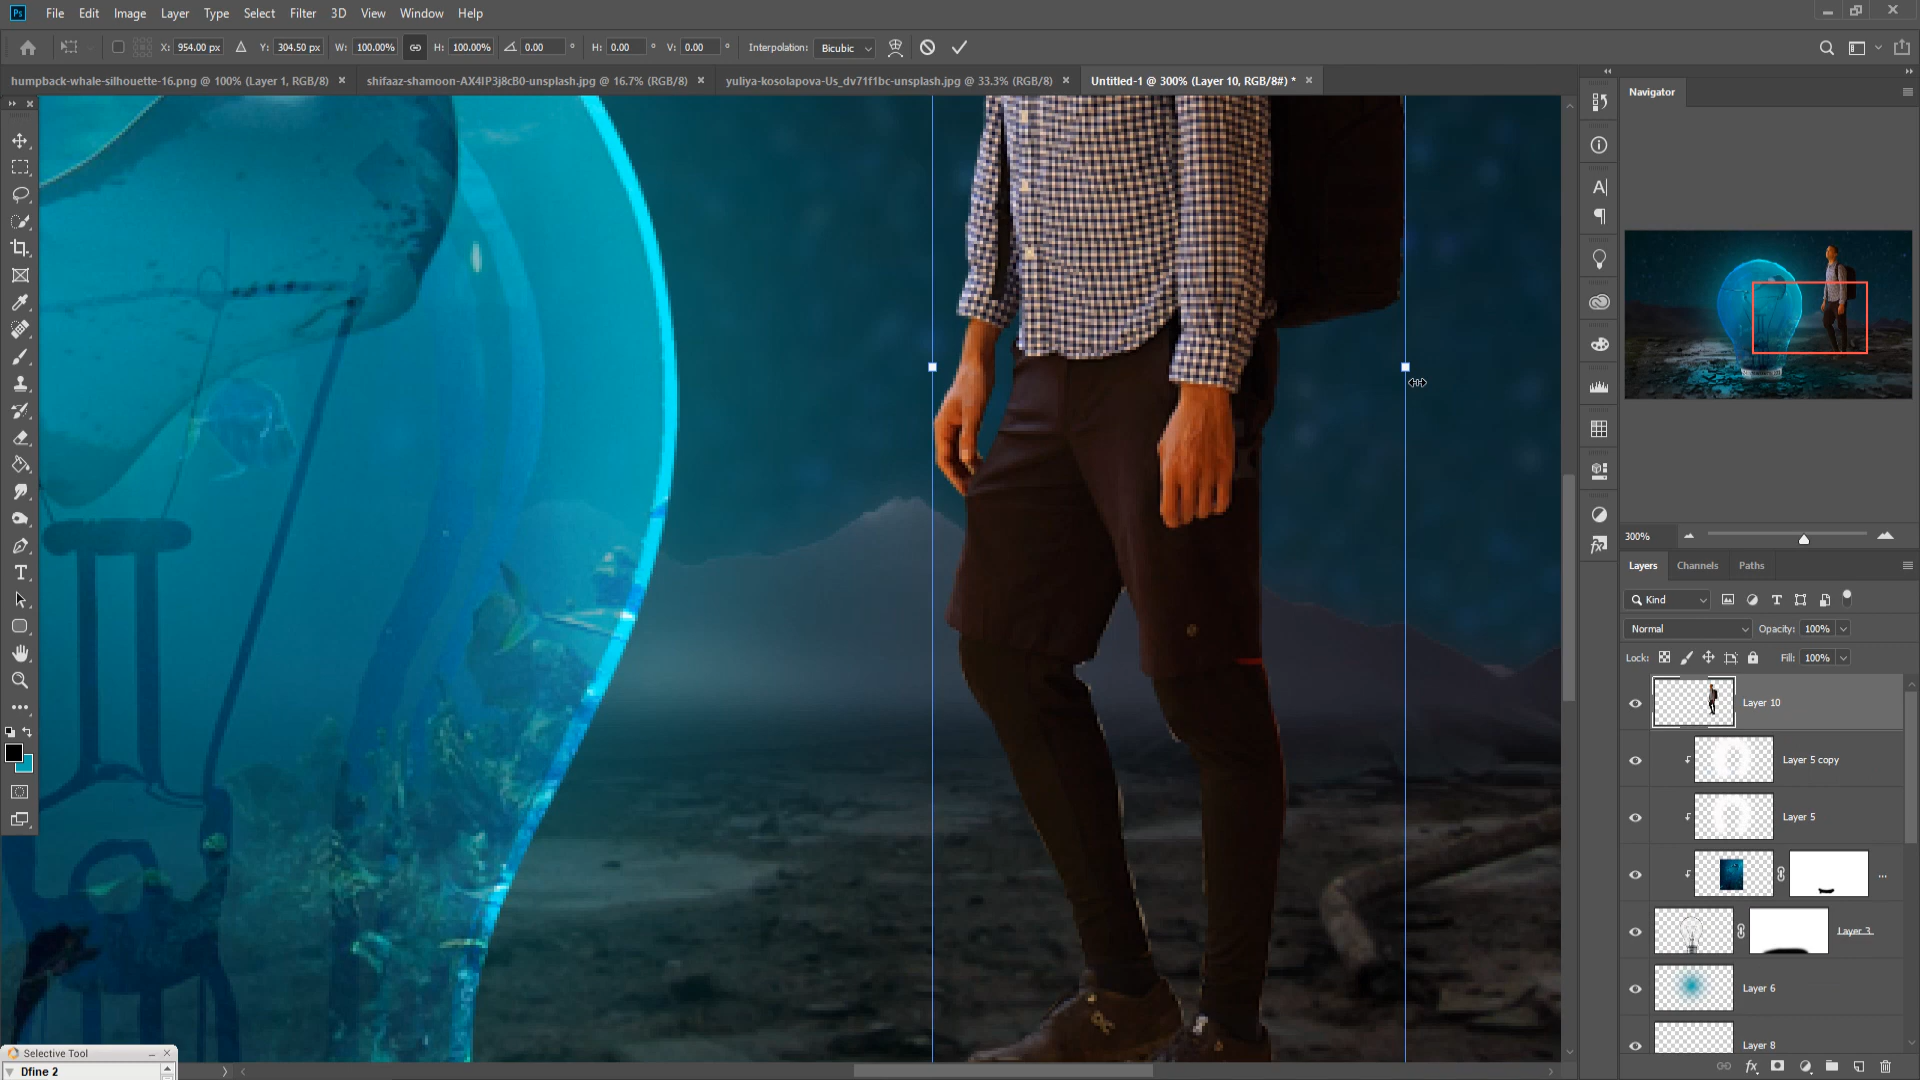 Ps File Edit Image Layer Type Select Filter 3D View Window Help
X: 954.00 px Y: 304.50 px W: 100.00% H: 100.00% 0.00 ° H: 0.00 ° V: 0.00 ° Interpolation: Bicubic
humpback-whale-silhouette-16.png @ 100% (Layer 1, RGB/8) × shifaaz-shamoon-AX4IP3j8cB0-unsplash.jpg @ 16.7% (RGB/8) × yuliya-kosolapova-Us_dv71f1bc-unsplash.jpg @ 33.3% (RGB/8) × Untitled-1 @ 300% (Layer 10, RGB/8#) * ×
Navigator
300%
Layers Channels Paths
Kind
Normal Opacity: 100%
Lock: Fill: 100%
Layer 10
Layer 5 copy
Layer 5
...
Layer 3
Layer 6
Layer 8
Selective Tool
Dfine 2